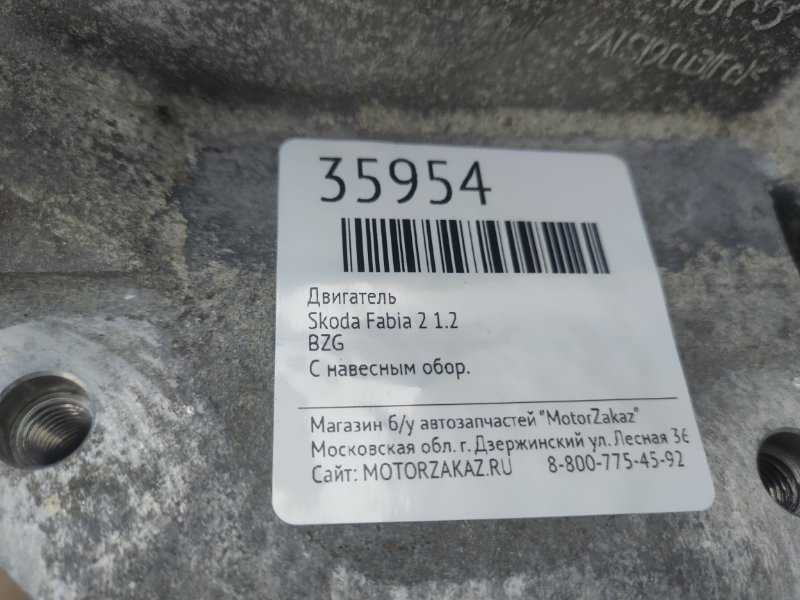 35954
Двигатель
Skoda Fabia 2 1.2
BZG
С навесным обор.
Магазин б/у автозапчастей "MotorZakaz"
Московская обл. г. Дзержинский ул. Лесная 3є
Сайт: MOTORZAKAZ.RU 8-800-775-45-92